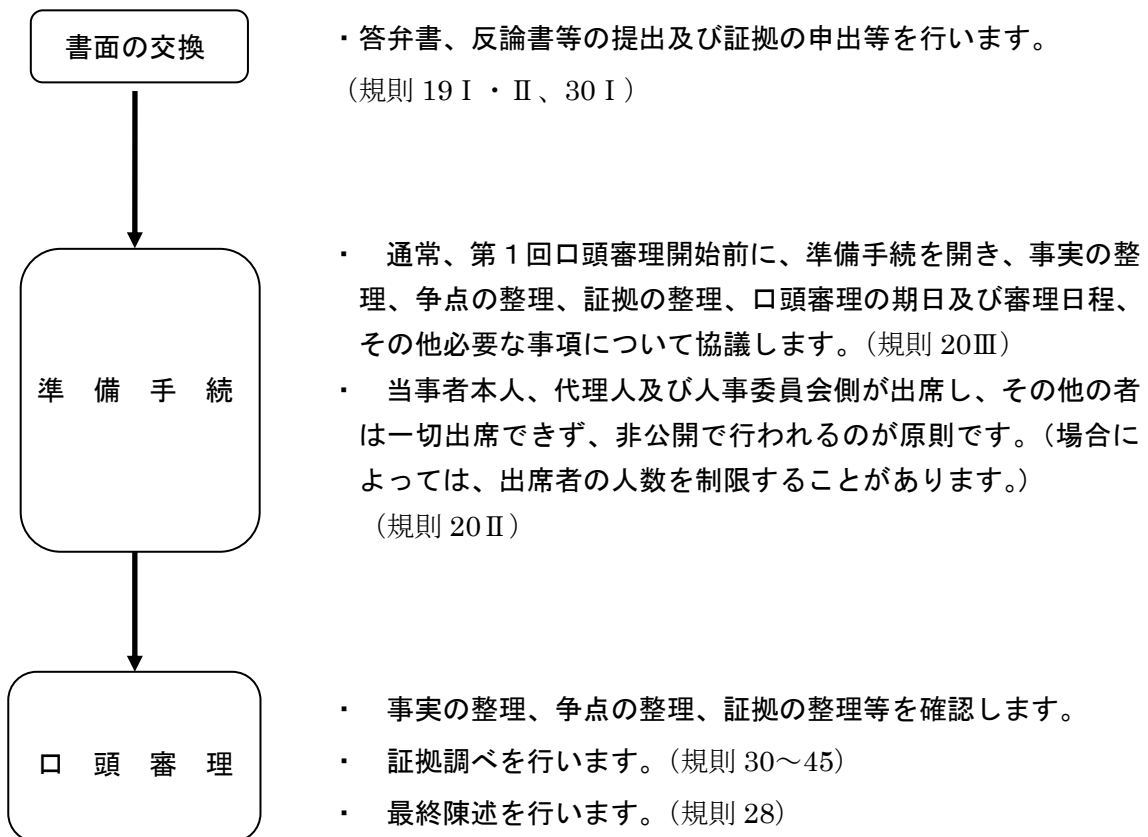 書面の交換
・答弁書、反論書等の提出及び証拠の申出等を行います。
（規則 19Ⅰ・Ⅱ、30Ⅰ）
準 備 手 続
・ 通常、第１回口頭審理開始前に、準備手続を開き、事実の整
理、争点の整理、証拠の整理、口頭審理の期日及び審理日程、
その他必要な事項について協議します。（規則 20Ⅲ）
・ 当事者本人、代理人及び人事委員会側が出席し、その他の者
は一切出席できず、非公開で行われるのが原則です。（場合に
よっては、出席者の人数を制限することがあります。）
（規則 20Ⅱ）
口 頭 審 理
・ 事実の整理、争点の整理、証拠の整理等を確認します。
・ 証拠調べを行います。（規則 30～45）
・ 最終陳述を行います。（規則 28）